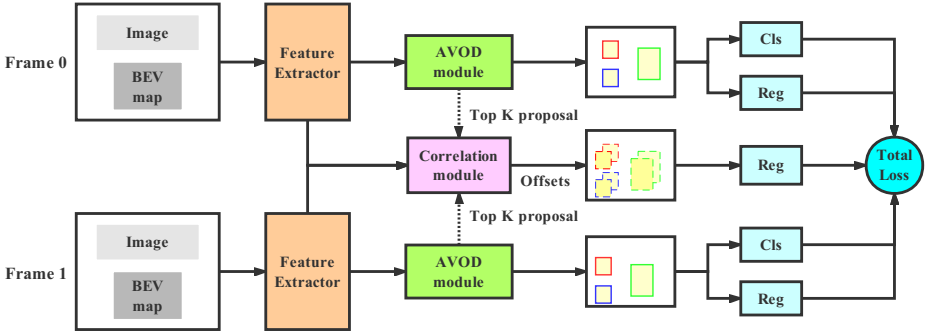 Frame 0
Image
BEV
map
Feature
Extractor
AVOD
module
Cls
Reg
Top K proposal
Correlation
module
Offsets
Reg
Total
Loss
Top K proposal
Frame 1
Image
BEV
map
Feature
Extractor
AVOD
module
Cls
Reg